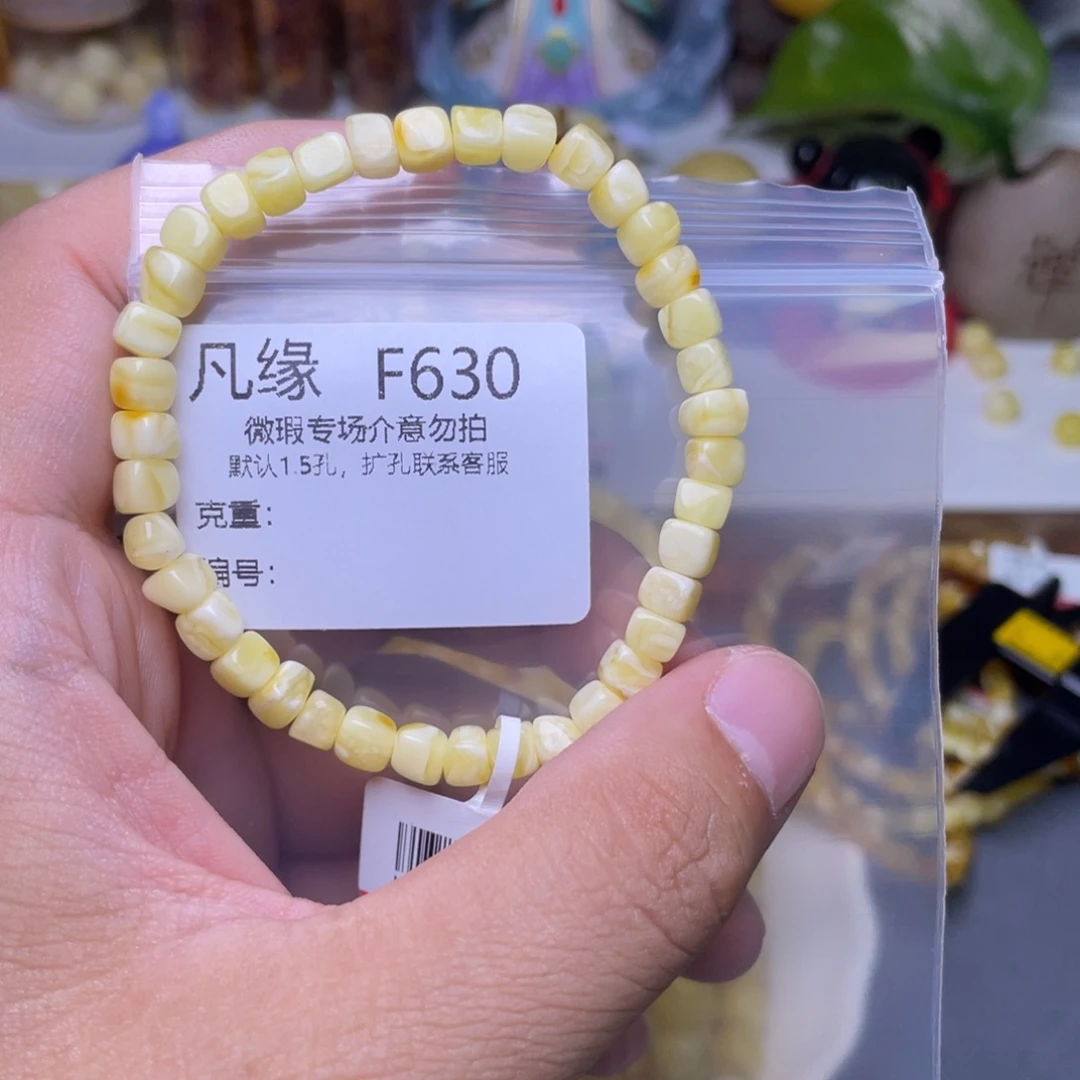 凡缘 F630
微瑕专场介意勿拍
默认1.5孔，扩孔联系客服
克重：
编号：